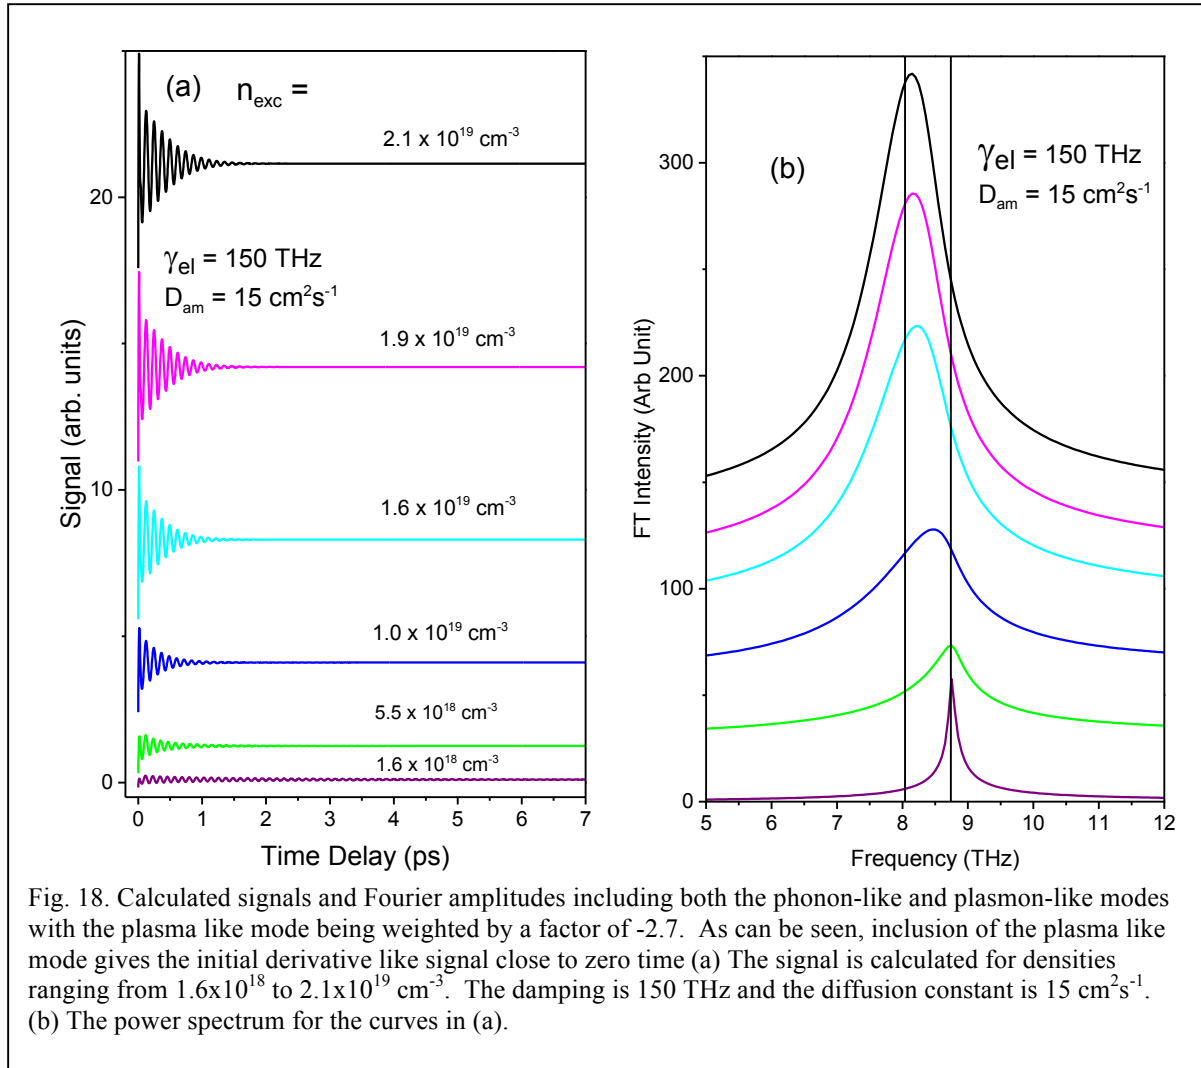 (a) n_exc =
2.1 x 10^19 cm^-3
20
γ_el = 150 THz
D_am = 15 cm^2s^-1
1.9 x 10^19 cm^-3
Signal (arb. units)
10
1.6 x 10^19 cm^-3
1.0 x 10^19 cm^-3
5.5 x 10^18 cm^-3
1.6 x 10^18 cm^-3
0
0 1 2 3 4 5 6 7
Time Delay (ps)
(b)
γ_el = 150 THz
D_am = 15 cm^2s^-1
300
200
100
0
FT Intensity (Arb Unit)
5 6 7 8 9 10 11 12
Frequency (THz)
Fig. 18. Calculated signals and Fourier amplitudes including both the phonon-like and plasmon-like modes
with the plasma like mode being weighted by a factor of -2.7. As can be seen, inclusion of the plasma like
mode gives the initial derivative like signal close to zero time (a) The signal is calculated for densities
ranging from 1.6x10^18 to 2.1x10^19 cm^-3. The damping is 150 THz and the diffusion constant is 15 cm^2s^-1.
(b) The power spectrum for the curves in (a).